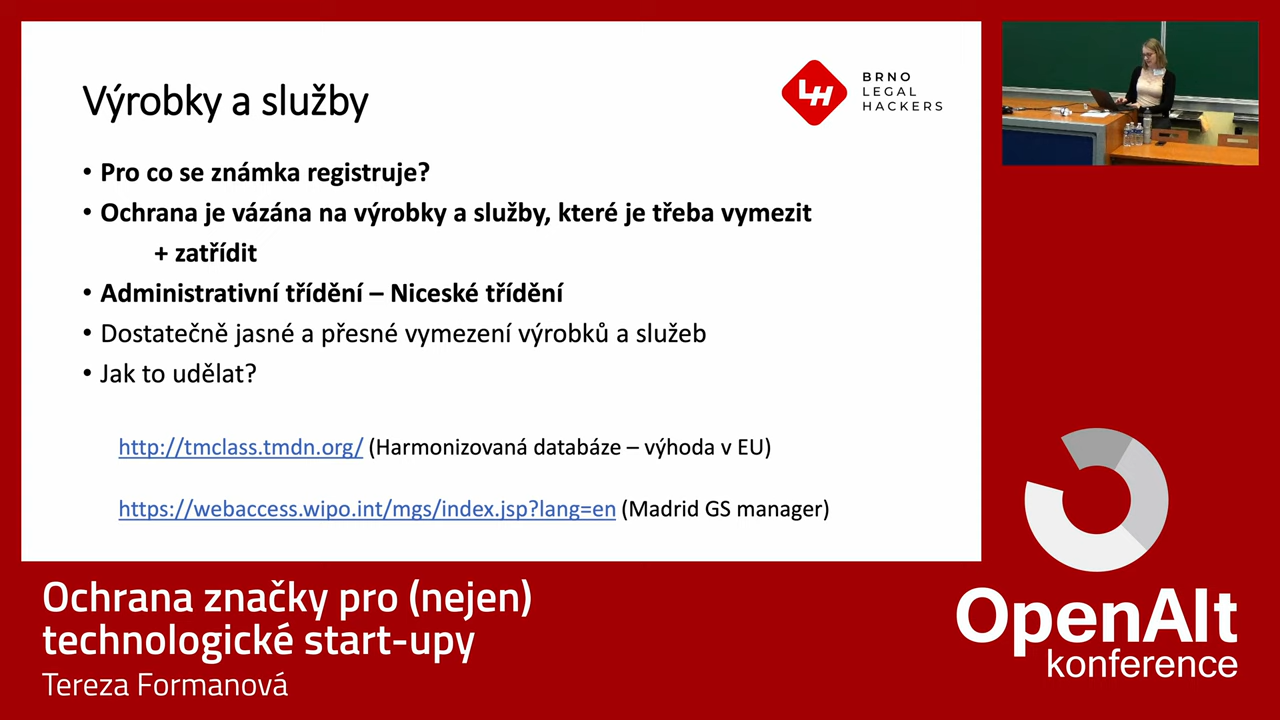 Výrobky a služby
LH
BRNO
LEGAL
HACKERS
• Pro co se známka registruje?
• Ochrana je vázána na výrobky a služby, které je třeba vymezit
+ zatřídit
• Administrativní třídění – Niceské třídění
• Dostatečně jasné a přesné vymezení výrobků a služeb
• Jak to udělat?
http://tmclass.tmdn.org/ (Harmonizovaná databáze – výhoda v EU)
https://webaccess.wipo.int/mgs/index.jsp?lang=en (Madrid GS manager)
Ochrana značky pro (nejen)
technologické start-upy
Tereza Formanová
OpenAlt
konference